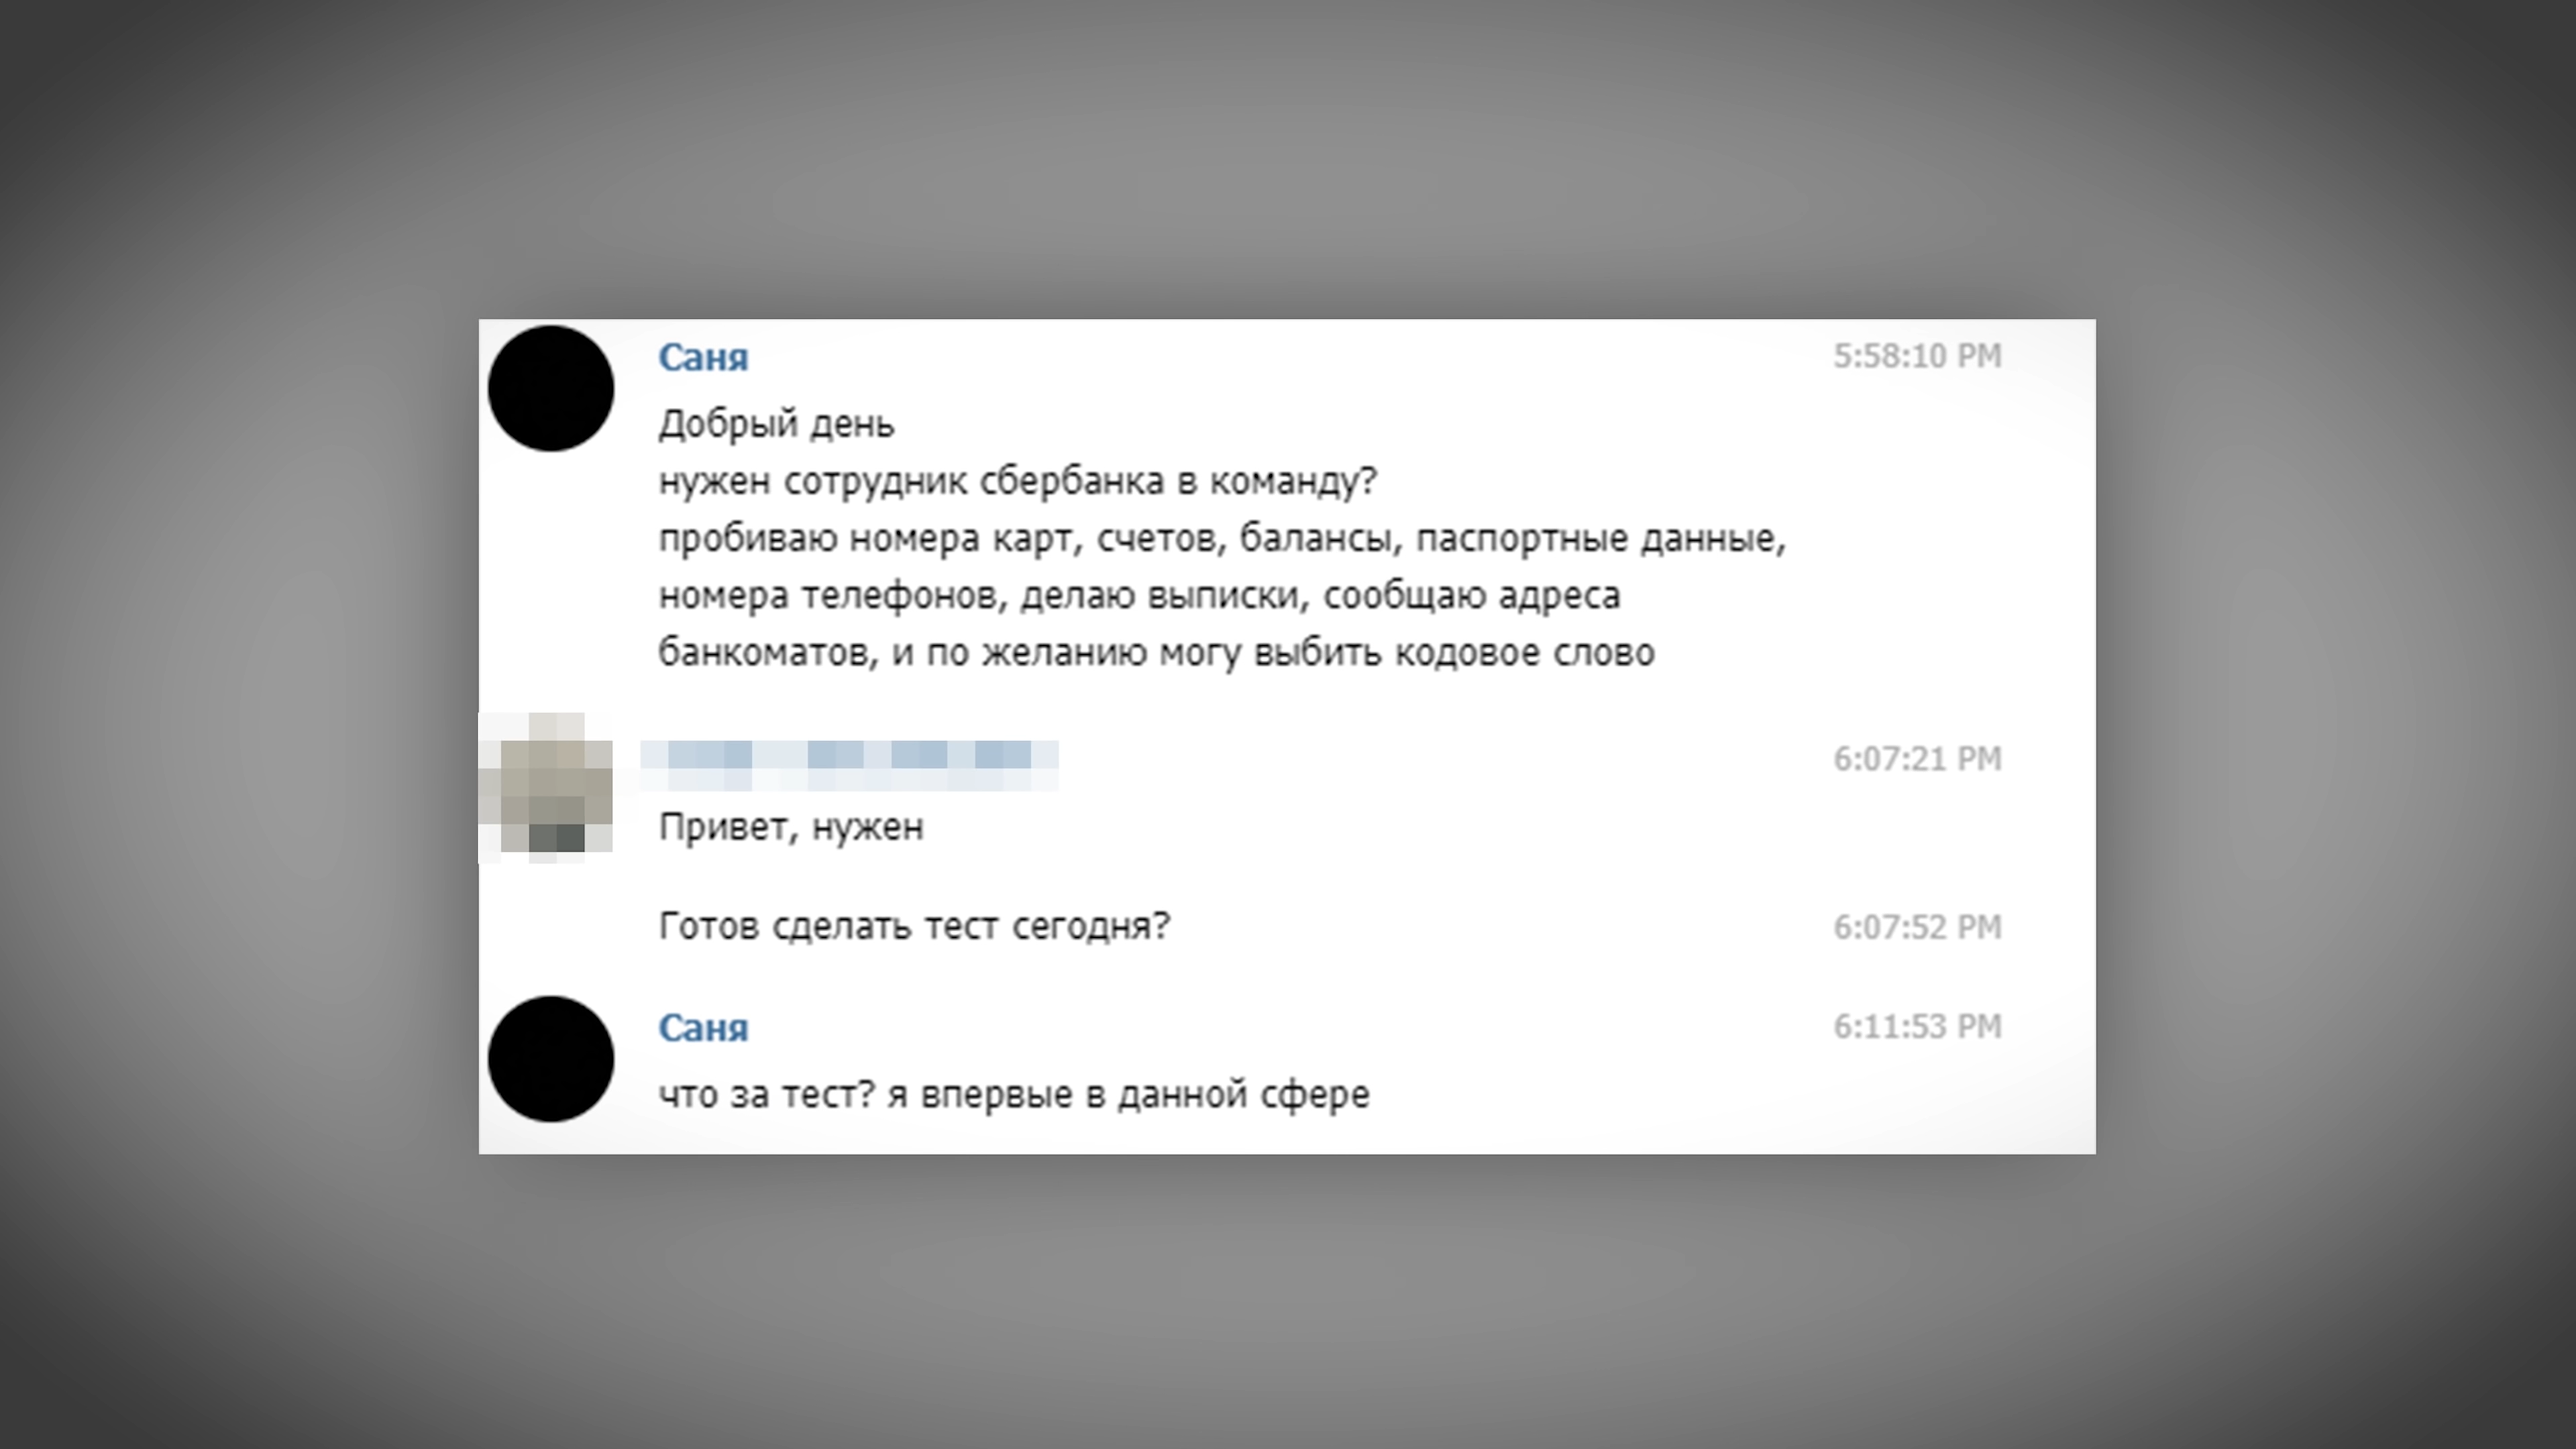 Саня 5:58:10 PM
Добрый день
нужен сотрудник сбербанка в команду?
пробиваю номера карт, счетов, балансы, паспортные данные,
номера телефонов, делаю выписки, сообщаю адреса
банкоматов, и по желанию могу выбить кодовое слово
6:07:21 PM
Привет, нужен
Готов сделать тест сегодня? 6:07:52 PM
Саня 6:11:53 PM
что за тест? я впервые в данной сфере